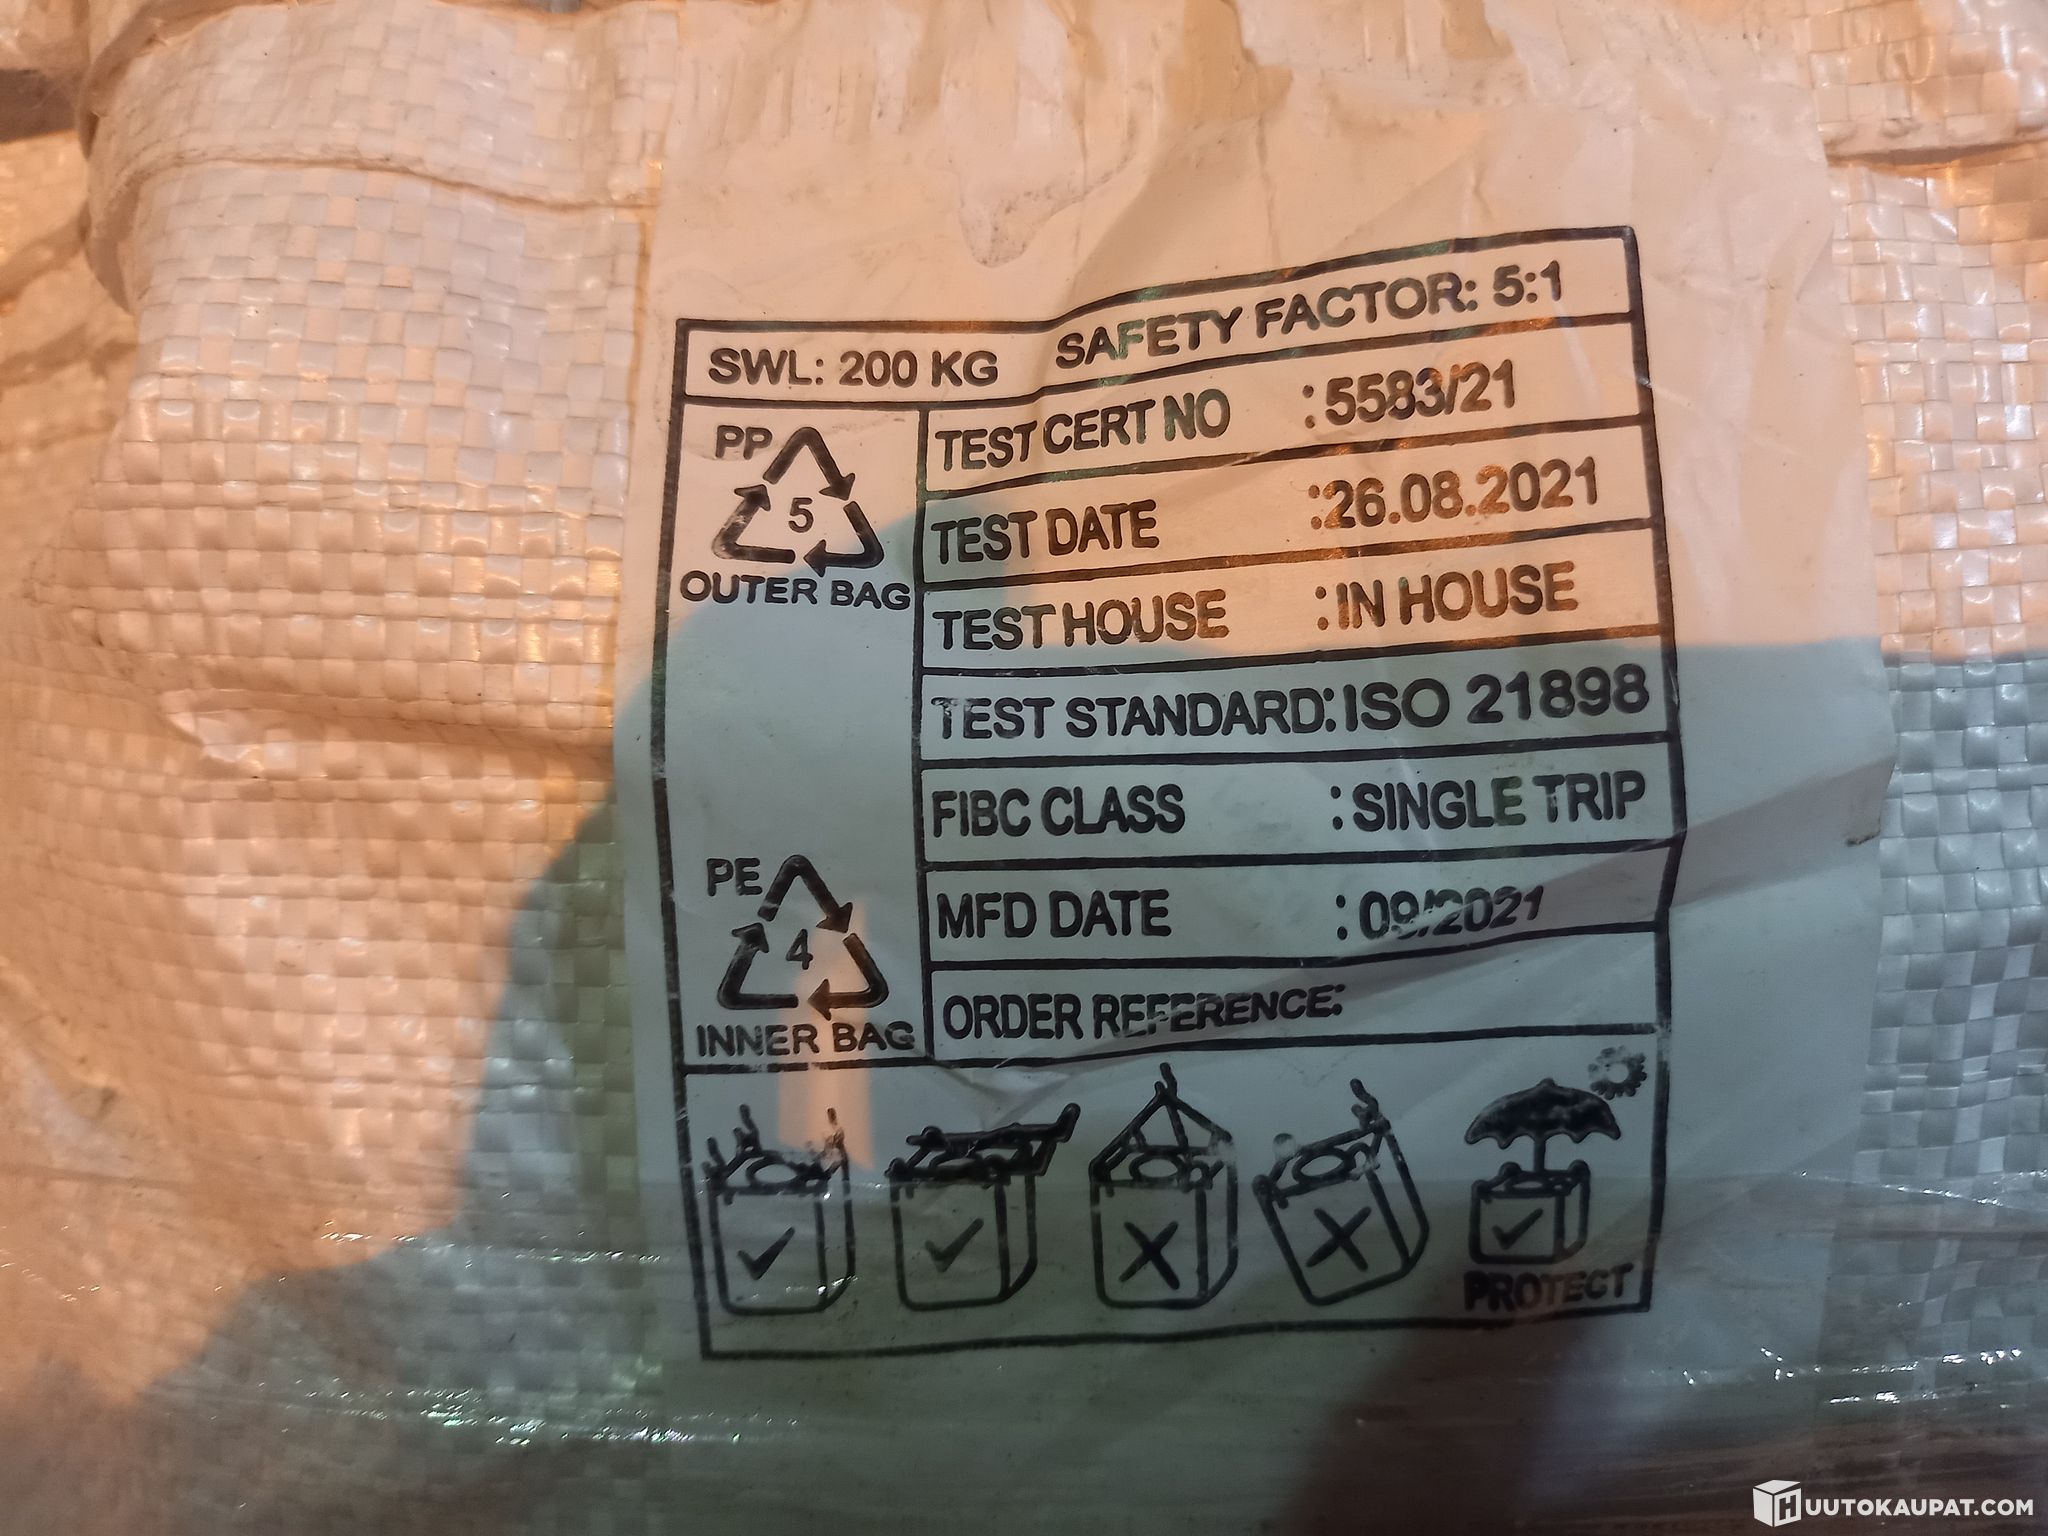 SWL: 200 KG SAFETY FACTOR: 5:1
PP
5
OUTER BAG
PE
4
INNER BAG
TEST CERT NO :5583/21
TEST DATE :26.08.2021
TEST HOUSE :IN HOUSE
TEST STANDARD:ISO 21898
FIBC CLASS :SINGLE TRIP
MFD DATE :09/2021
ORDER REFERENCE:
PROTECT
HUUTOKAUPAT.COM